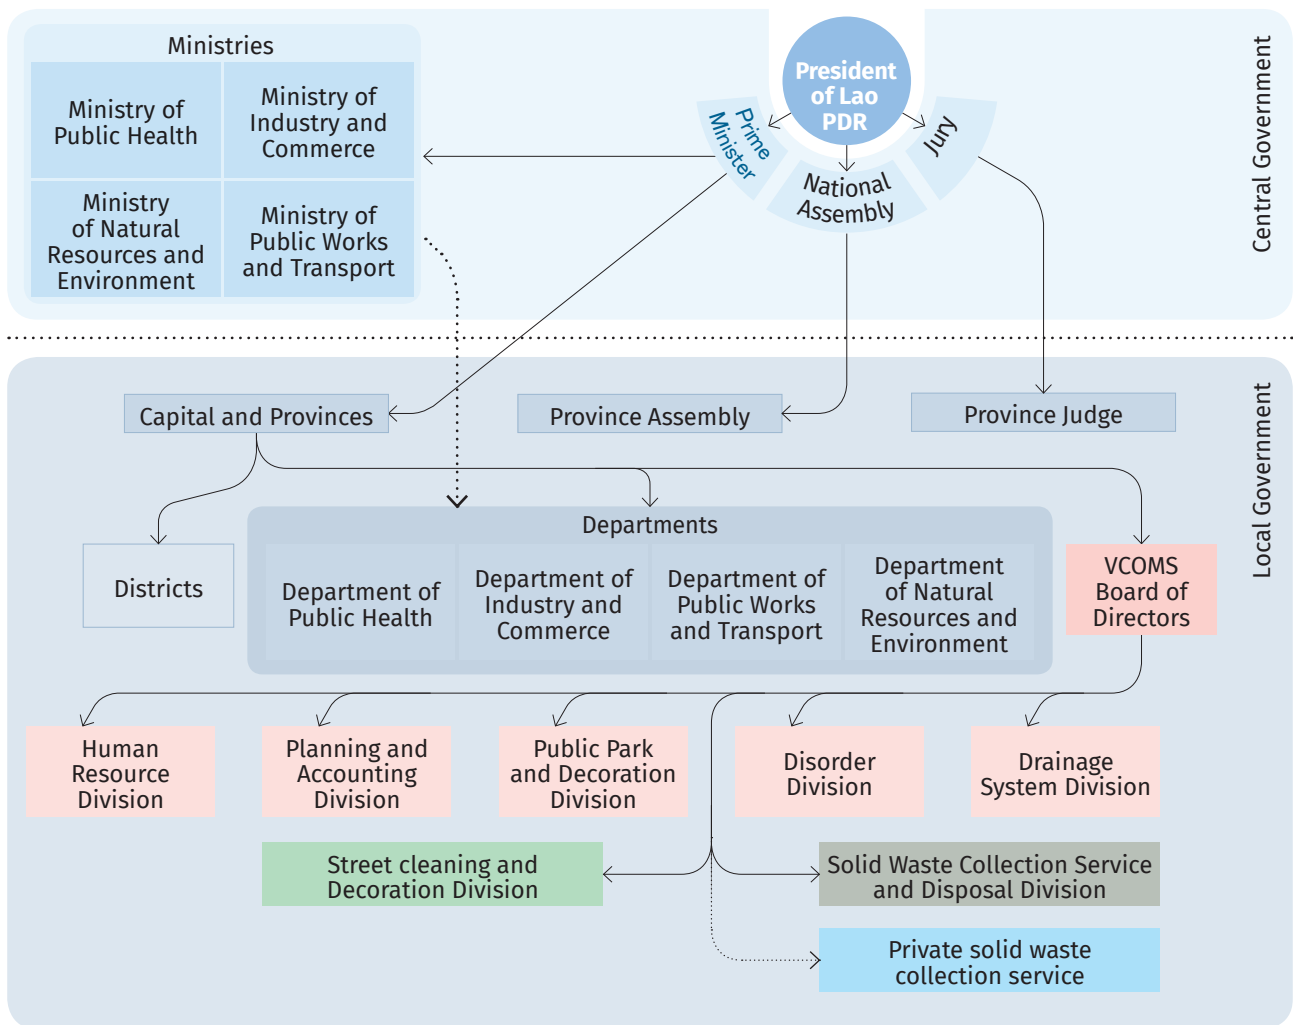 Ministries
Ministry of
Public Health
Ministry of
Industry and
Commerce
Ministry
of Natural
Resources and
Environment
Ministry of
Public Works
and Transport
President
of Lao
PDR
Prime
Minister
National
Assembly
Jury
Central Government
Capital and Provinces
Province Assembly
Province Judge
Local Government
Districts
Departments
Department of
Public Health
Department of
Industry and
Commerce
Department of
Public Works
and Transport
Department
of Natural
Resources and
Environment
VCOMS
Board of
Directors
Human
Resource
Division
Planning and
Accounting
Division
Public Park
and Decoration
Division
Disorder
Division
Drainage
System Division
Street cleaning and
Decoration Division
Solid Waste Collection Service
and Disposal Division
Private solid waste
collection service